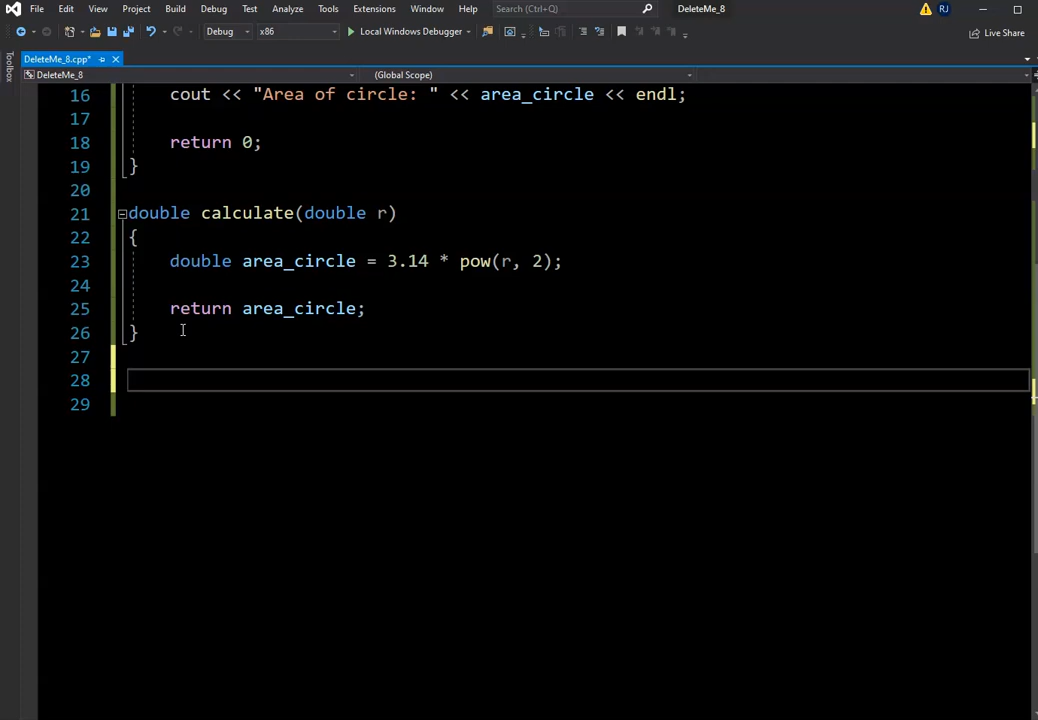 File Edit View Project Build Debug Test Analyze Tools Extensions Window Help Search (Ctrl+Q) DeleteMe_8 RJ
Debug x86 Local Windows Debugger Live Share
Toolbox
DeleteMe_8.cpp*
DeleteMe_8 (Global Scope)
16 cout << "Area of circle: " << area_circle << endl;
17
18 return 0;
19 }
20
21 double calculate(double r)
22 {
23 double area_circle = 3.14 * pow(r, 2);
24
25 return area_circle;
26 }
27
28
29